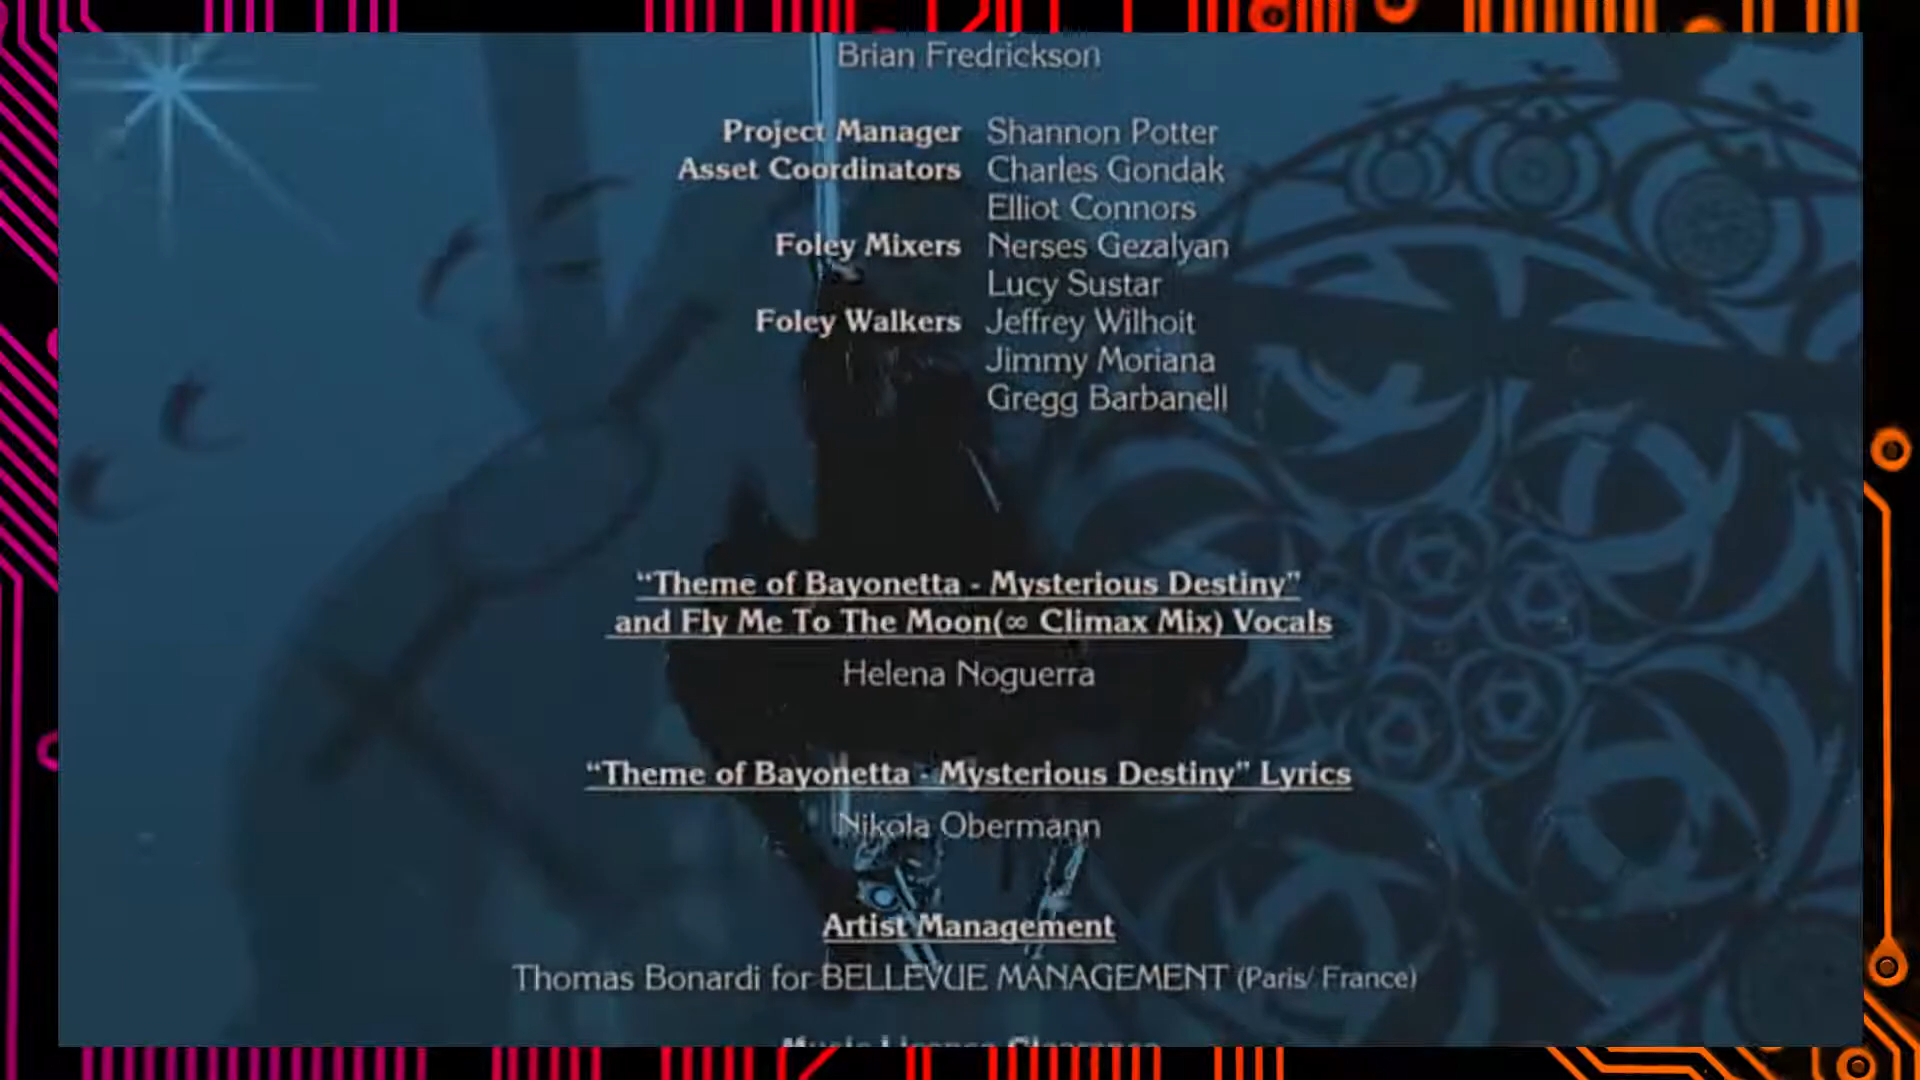 Brian Fredrickson
Project Manager Shannon Potter
Asset Coordinators Charles Gondak
Elliot Connors
Foley Mixers Nerses Gezalyan
Lucy Sustar
Foley Walkers Jeffrey Wilhoit
Jimmy Moriana
Gregg Barbanell
“Theme of Bayonetta - Mysterious Destiny”
and Fly Me To The Moon(∞ Climax Mix) Vocals
Helena Noguerra
“Theme of Bayonetta - Mysterious Destiny” Lyrics
Nikola Obermann
Artist Management
Thomas Bonardi for BELLEVUE MANAGEMENT (Paris/ France)